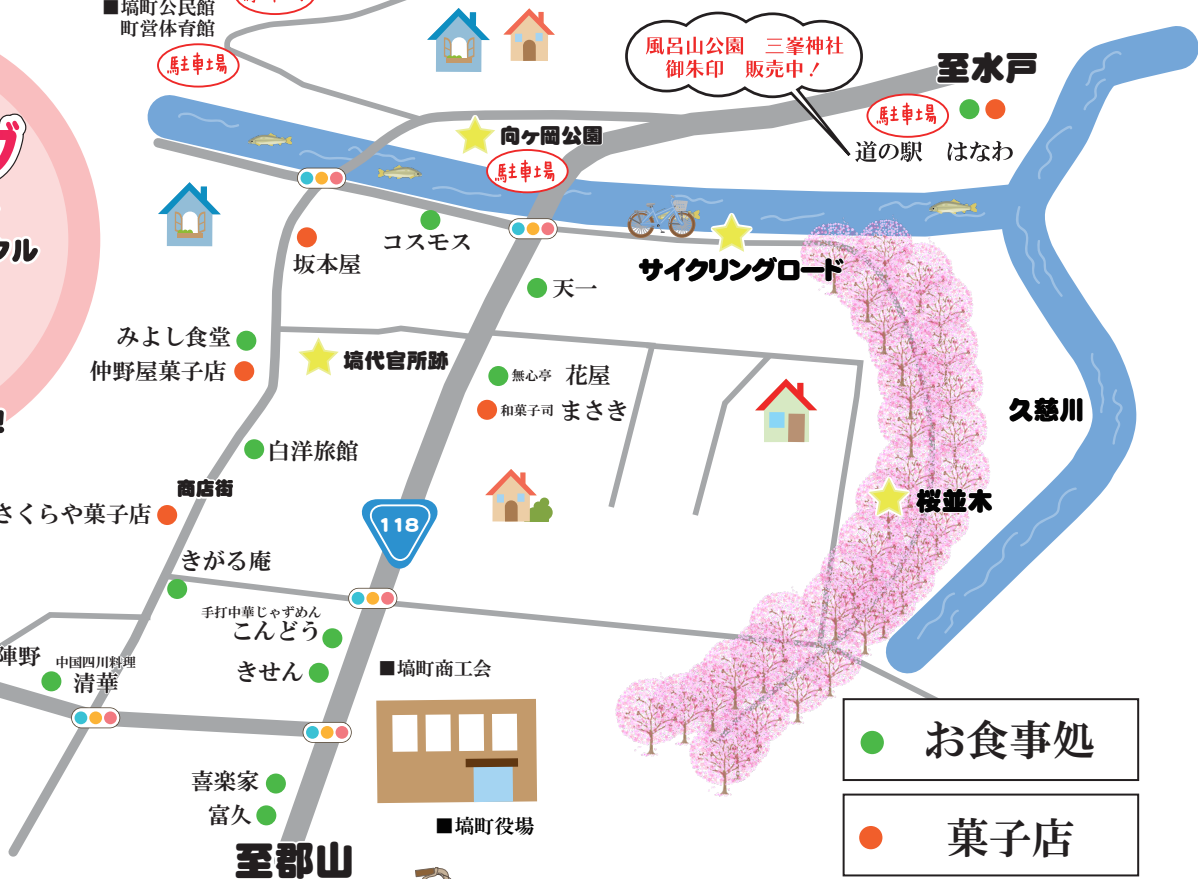 ■塙町公民館
町営体育館
駐車場
風呂山公園　三峯神社
御朱印　販売中！
至水戸
駐車場
道の駅　はなわ
向ヶ岡公園
駐車場
コスモス
坂本屋
サイクリングロード
天一
みよし食堂
仲野屋菓子店
塙代官所跡
無心亭　花屋
和菓子司 まさき
久慈川
白洋旅館
商店街
さくらや菓子店
桜並木
118
きがる庵
手打中華じゃずめん
こんどう
きせん
陣野
中国四川料理
清華
■塙町商工会
喜楽家
富久
■塙町役場
至郡山
お食事処
菓子店